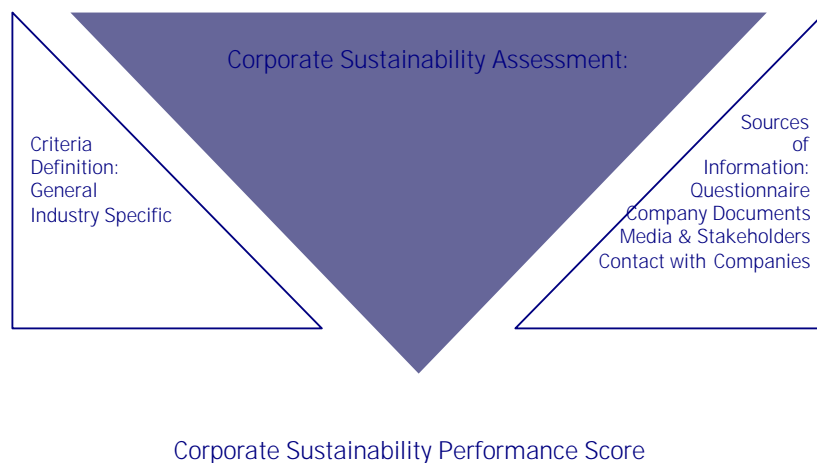 Corporate Sustainability Assessment:
Criteria
Definition:
General
Industry Specific
Sources
of
Information:
Questionnaire
Company Documents
Media & Stakeholders
Contact with Companies
Corporate Sustainability Performance Score